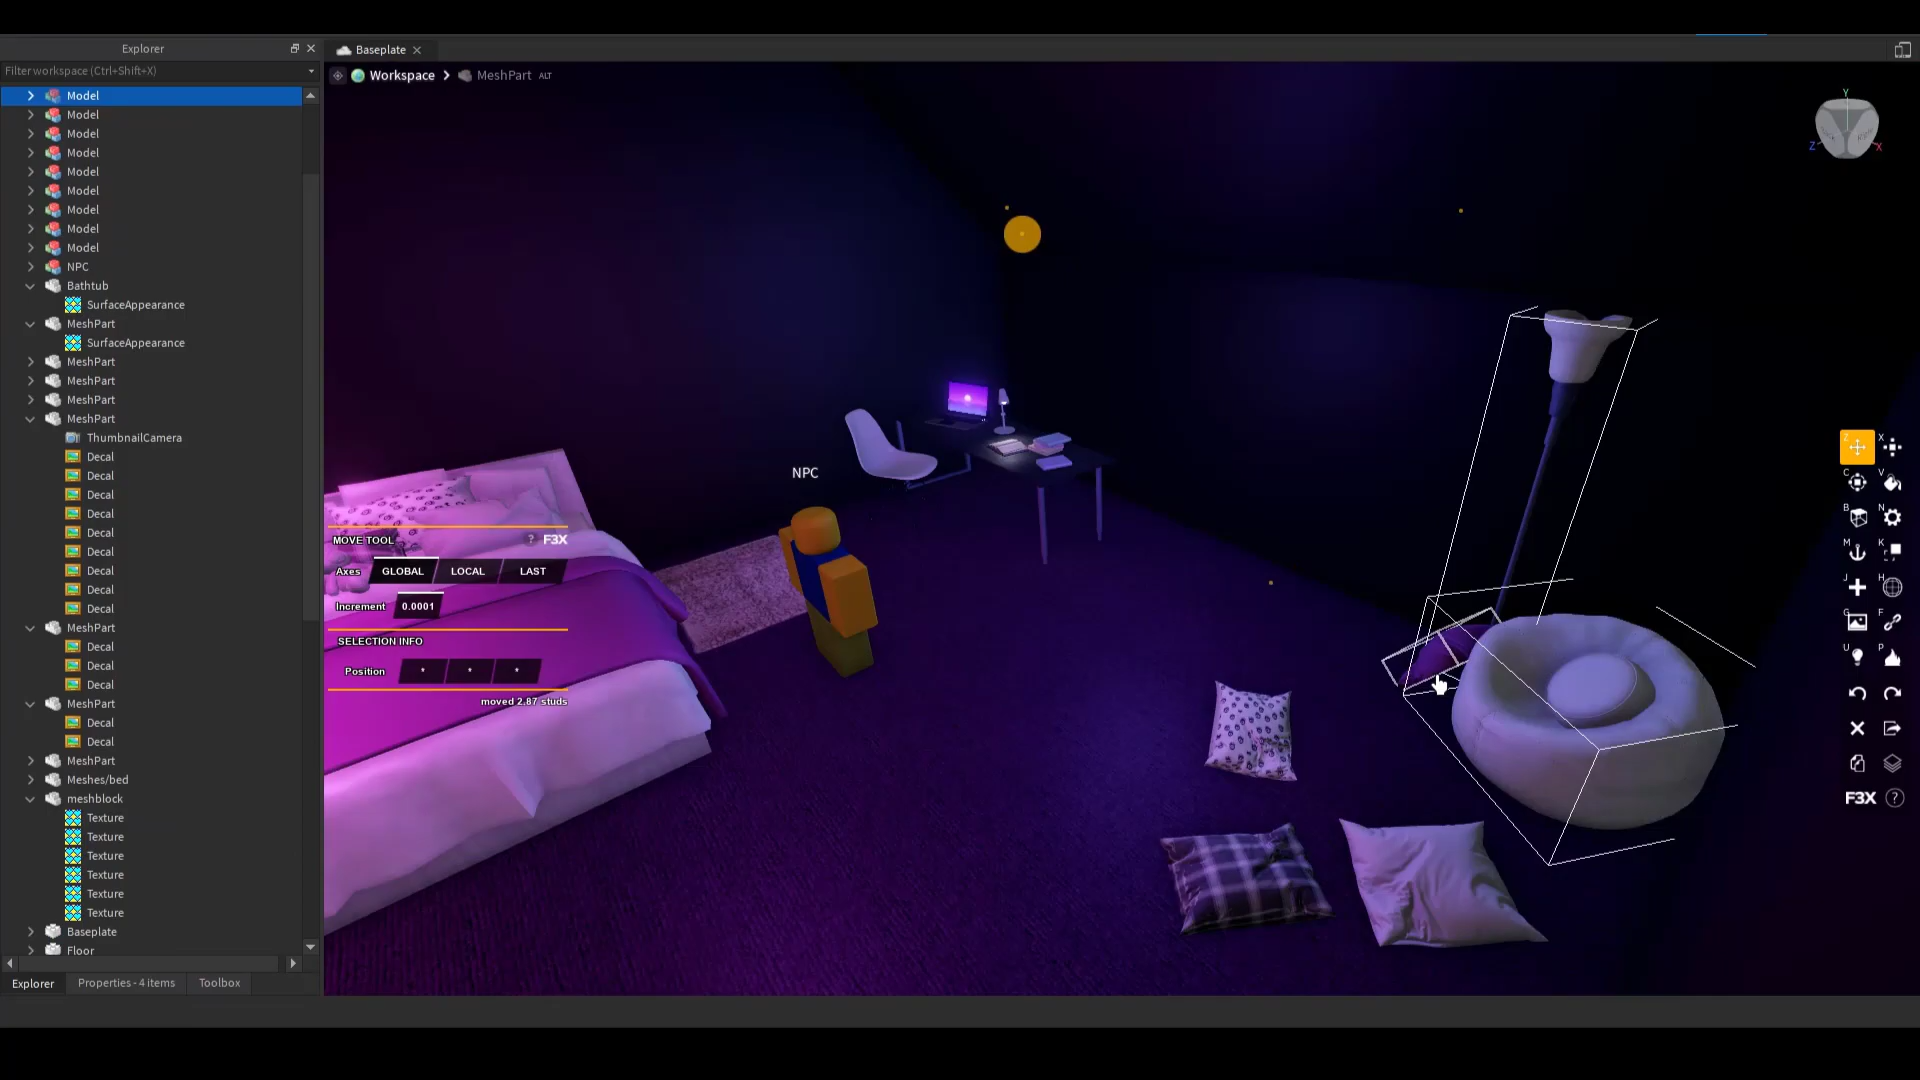 Explorer
Filter workspace (Ctrl+Shift+X)
Model
Model
Model
Model
Model
Model
Model
Model
Model
NPC
Bathtub
SurfaceAppearance
MeshPart
SurfaceAppearance
MeshPart
MeshPart
MeshPart
MeshPart
ThumbnailCamera
Decal
Decal
Decal
Decal
Decal
Decal
Decal
Decal
Decal
MeshPart
Decal
Decal
Decal
MeshPart
Decal
Decal
MeshPart
Meshes/bed
meshblock
Texture
Texture
Texture
Texture
Texture
Texture
Baseplate
Floor
Explorer Properties - 4 items Toolbox
Baseplate
Workspace > MeshPart ALT
Y
Z X
NPC
MOVE TOOL ? F3X
Axes GLOBAL LOCAL LAST
Increment 0.0001
SELECTION INFO
Position * * *
moved 2.87 studs
Z X
C V
B N
M K
J H
G F
U P
F3X ?